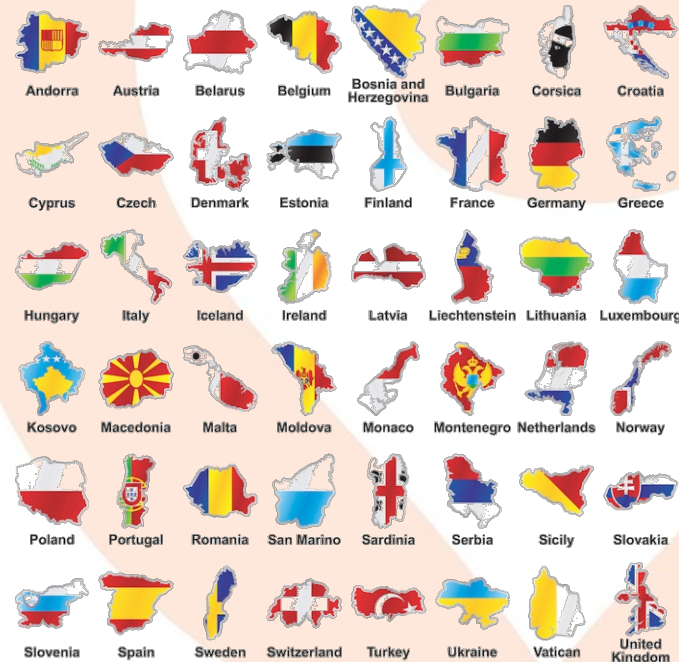 Andorra Austria Belarus Belgium Bosnia and Bulgaria Corsica Croatia
Herzegovina
Cyprus Czech Denmark Estonia Finland France Germany Greece
Hungary Italy Iceland Ireland Latvia Liechtenstein Lithuania Luxembourg
Kosovo Macedonia Malta Moldova Monaco Montenegro Netherlands Norway
Poland Portugal Romania San Marino Sardinia Serbia Sicily Slovakia
Slovenia Spain Sweden Switzerland Turkey Ukraine Vatican United
Kingdom